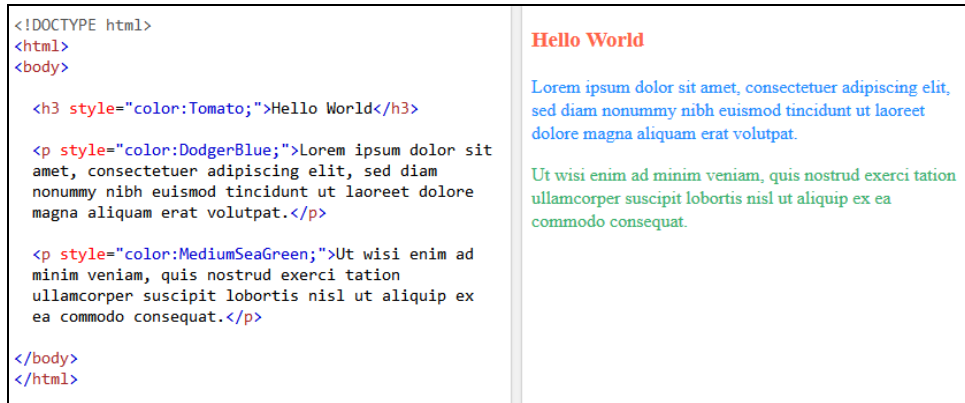 <!DOCTYPE html>
<html>
<body>
<h3 style="color:Tomato;">Hello World</h3>
<p style="color:DodgerBlue;">Lorem ipsum dolor sit
amet, consectetuer adipiscing elit, sed diam
nonummy nibh euismod tincidunt ut laoreet dolore
magna aliquam erat volutpat.</p>
<p style="color:MediumSeaGreen;">Ut wisi enim ad
minim veniam, quis nostrud exerci tation
ullamcorper suscipit lobortis nisl ut aliquip ex
ea commodo consequat.</p>
</body>
</html>
Hello World
Lorem ipsum dolor sit amet, consectetuer adipiscing elit,
sed diam nonummy nibh euismod tincidunt ut laoreet
dolore magna aliquam erat volutpat.
Ut wisi enim ad minim veniam, quis nostrud exerci tation
ullamcorper suscipit lobortis nisl ut aliquip ex ea
commodo consequat.